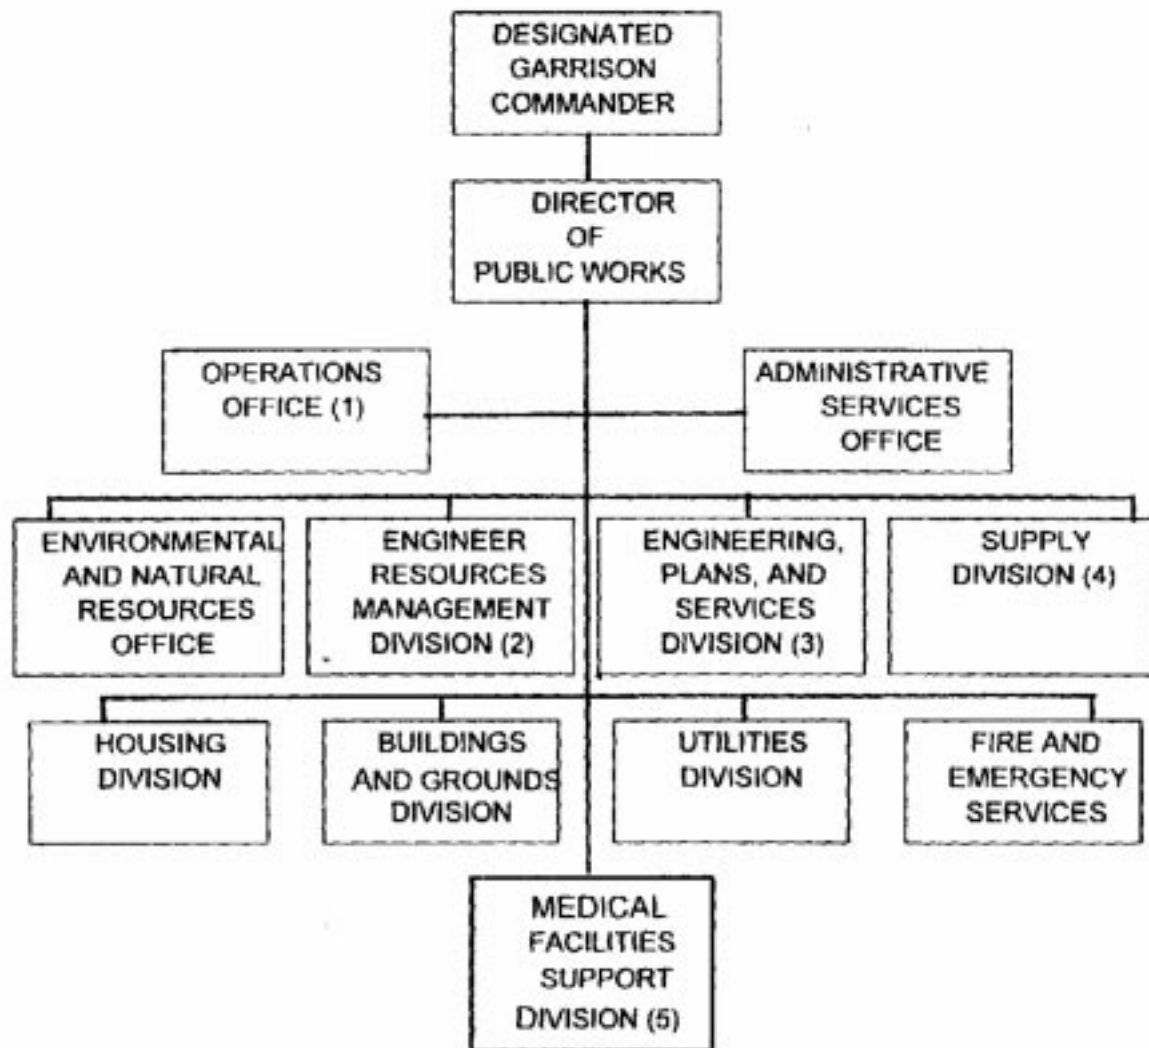 DESIGNATED
GARRISON
COMMANDER
DIRECTOR
OF
PUBLIC WORKS
OPERATIONS
OFFICE (1)
ADMINISTRATIVE
SERVICES
OFFICE
ENVIRONMENTAL
AND NATURAL
RESOURCES
OFFICE
ENGINEER
RESOURCES
MANAGEMENT
DIVISION (2)
ENGINEERING,
PLANS, AND
SERVICES
DIVISION (3)
SUPPLY
DIVISION (4)
HOUSING
DIVISION
BUILDINGS
AND GROUNDS
DIVISION
UTILITIES
DIVISION
FIRE AND
EMERGENCY
SERVICES
MEDICAL
FACILITIES
SUPPORT
DIVISION (5)